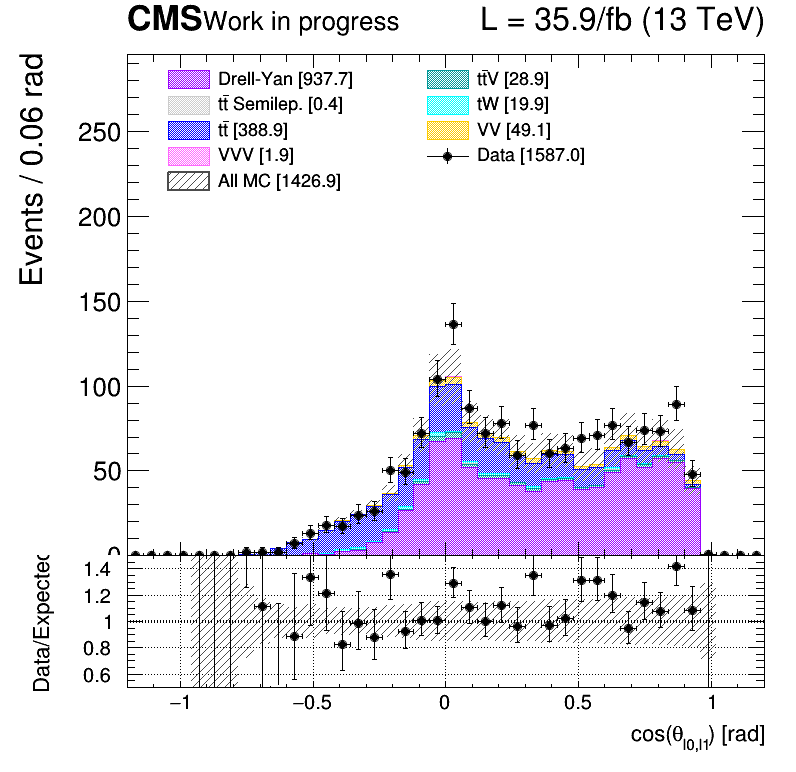 CMS Work in progress L = 35.9/fb (13 TeV)
Events / 0.06 rad
Drell-Yan [937.7]
tt̄ Semilep. [0.4]
tt̄ [388.9]
VVV [1.9]
All MC [1426.9]
tt̄V [28.9]
tW [19.9]
VV [49.1]
Data [1587.0]
250
200
150
100
50
0
Data/Expected
1.4
1.2
1
0.8
0.6
−1 −0.5 0 0.5 1
cos(θl0,l1) [rad]